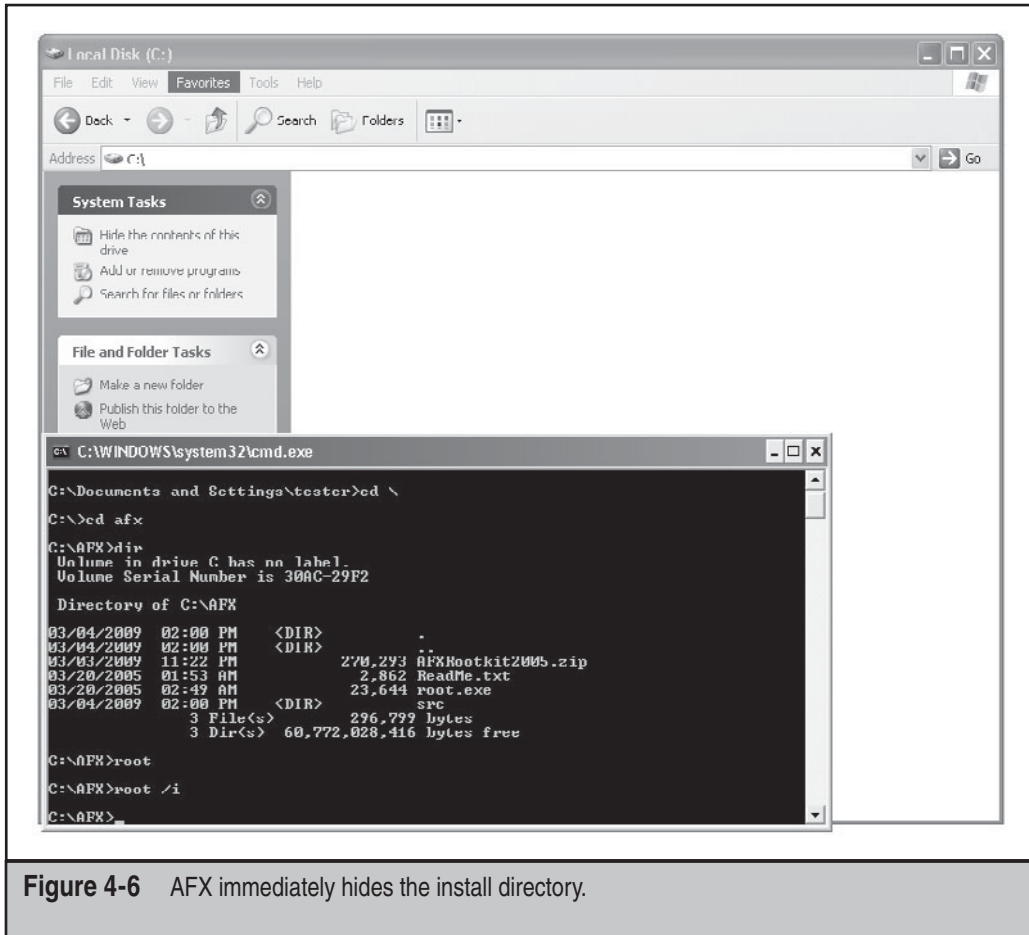 Local Disk (C:)
File Edit View Favorites Tools Help
Back Search Folders
Address C:\ Go
System Tasks
Hide the contents of this
drive
Add or remove programs
Search for files or folders
File and Folder Tasks
Make a new folder
Publish this folder to the
Web
C:\WINDOWS\system32\cmd.exe
C:\Documents and Settings\tester>cd \
C:\>cd afx
C:\AFX>dir
Volume in drive C has no label.
Volume Serial Number is 30AC-29F2
Directory of C:\AFX
03/04/2009 02:00 PM <DIR> .
03/04/2009 02:00 PM <DIR> ..
03/03/2009 11:22 PM 270,293 AFXRootkit2005.zip
03/20/2005 01:53 AM 2,862 ReadMe.txt
03/20/2005 02:49 AM 23,644 root.exe
03/04/2009 02:00 PM <DIR> src
3 File(s) 296,799 bytes
3 Dir(s) 60,772,028,416 bytes free
C:\AFX>root
C:\AFX>root /i
C:\AFX>_
Figure 4-6 AFX immediately hides the install directory.